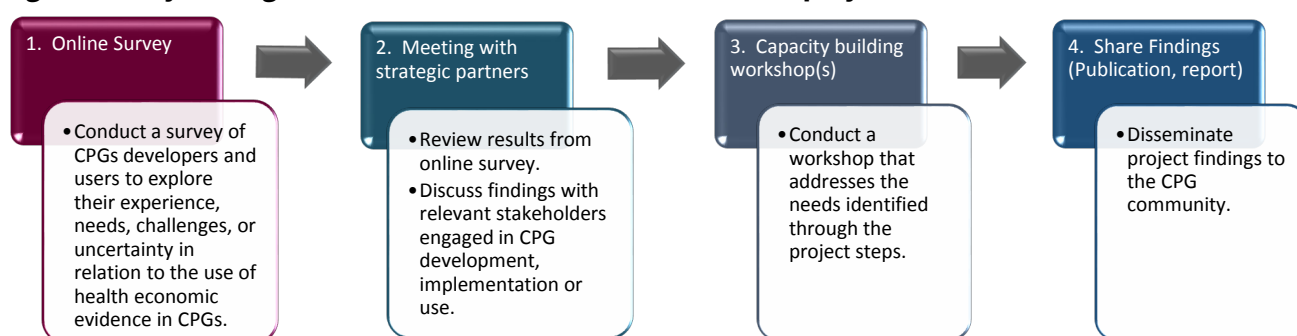 1. Online Survey
•Conduct a survey of
CPGs developers and
users to explore
their experience,
needs, challenges, or
uncertainty in
relation to the use of
health economic
evidence in CPGs.
2. Meeting with
strategic partners
•Review results from
online survey.
•Discuss findings with
relevant stakeholders
engaged in CPG
development,
implementation or
use.
3. Capacity building
workshop(s)
•Conduct a
workshop that
addresses the
needs identified
through the
project steps.
4. Share Findings
(Publication, report)
•Disseminate
project findings to
the CPG
community.